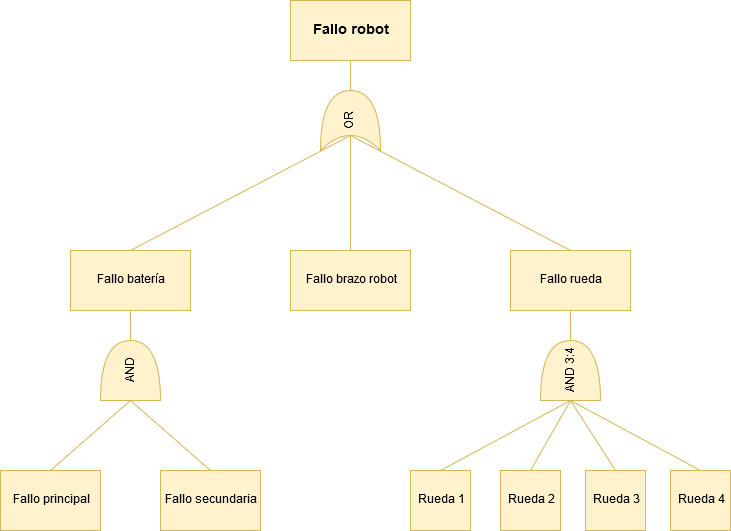 Fallo robot
OR
Fallo batería
Fallo brazo robot
Fallo rueda
AND
AND 3:4
Fallo principal
Fallo secundaria
Rueda 1
Rueda 2
Rueda 3
Rueda 4